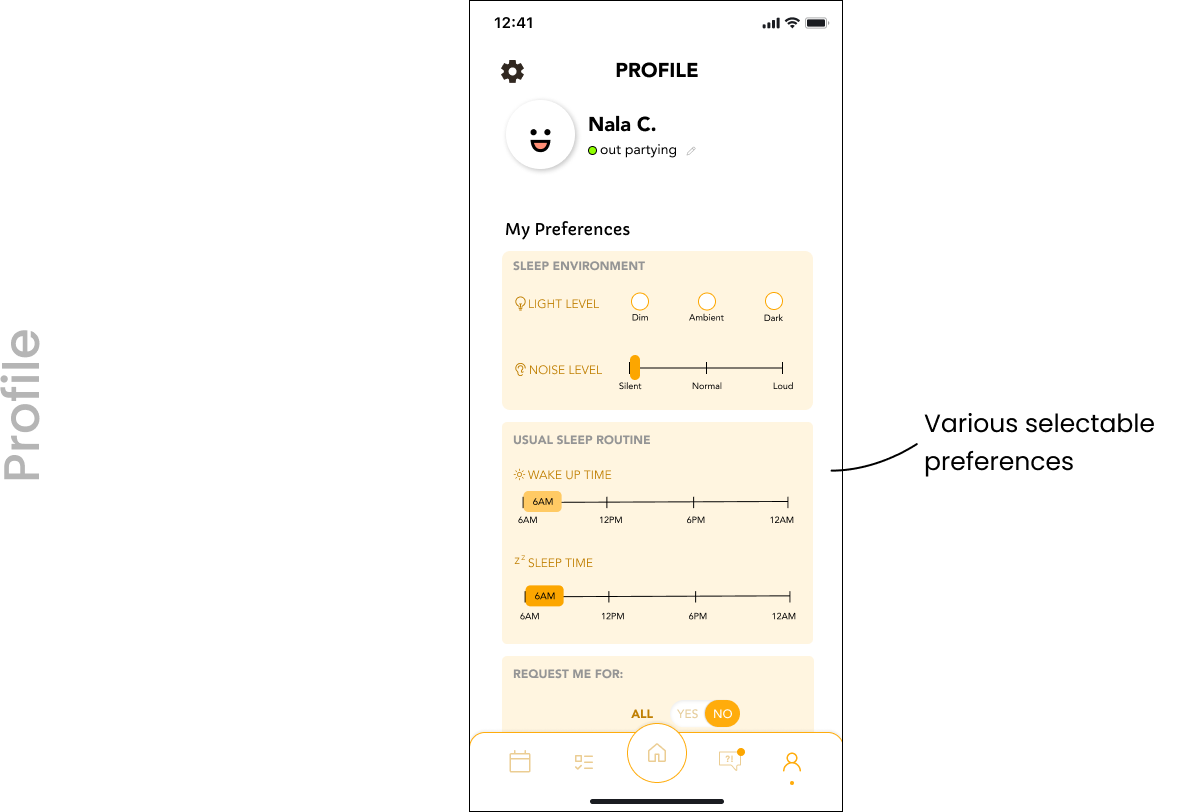 Profile
12:41
PROFILE
Nala C.
out partying
My Preferences
SLEEP ENVIRONMENT
LIGHT LEVEL
Dim Ambient Dark
NOISE LEVEL
Silent Normal Loud
USUAL SLEEP ROUTINE
WAKE UP TIME
6AM
6AM 12PM 6PM 12AM
zz SLEEP TIME
6AM
6AM 12PM 6PM 12AM
REQUEST ME FOR:
ALL YES NO
?!
Various selectable
preferences